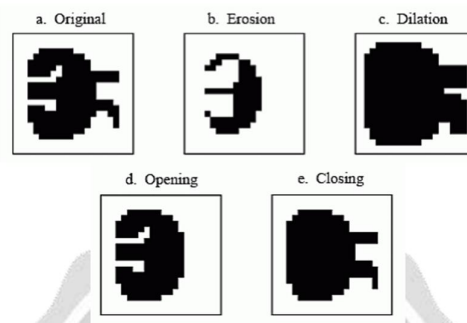 a. Original
b. Erosion
c. Dilation
d. Opening
e. Closing